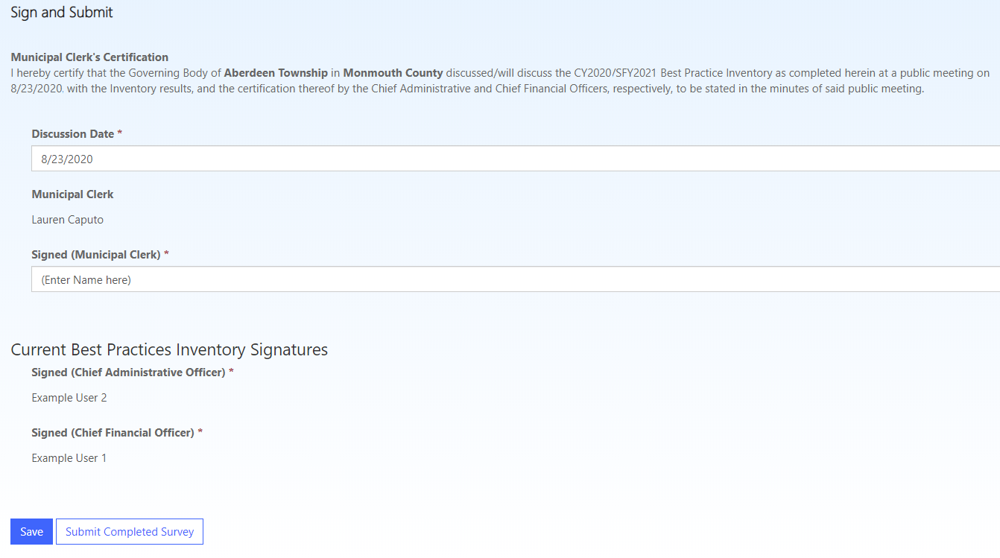 Sign and Submit
Municipal Clerk's Certification
I hereby certify that the Governing Body of Aberdeen Township in Monmouth County discussed/will discuss the CY2020/SFY2021 Best Practice Inventory as completed herein at a public meeting on
8/23/2020, with the Inventory results, and the certification thereof by the Chief Administrative and Chief Financial Officers, respectively, to be stated in the minutes of said public meeting.
Discussion Date *
8/23/2020
Municipal Clerk
Lauren Caputo
Signed (Municipal Clerk) *
(Enter Name here)
Current Best Practices Inventory Signatures
Signed (Chief Administrative Officer) *
Example User 2
Signed (Chief Financial Officer) *
Example User 1
Save Submit Completed Survey